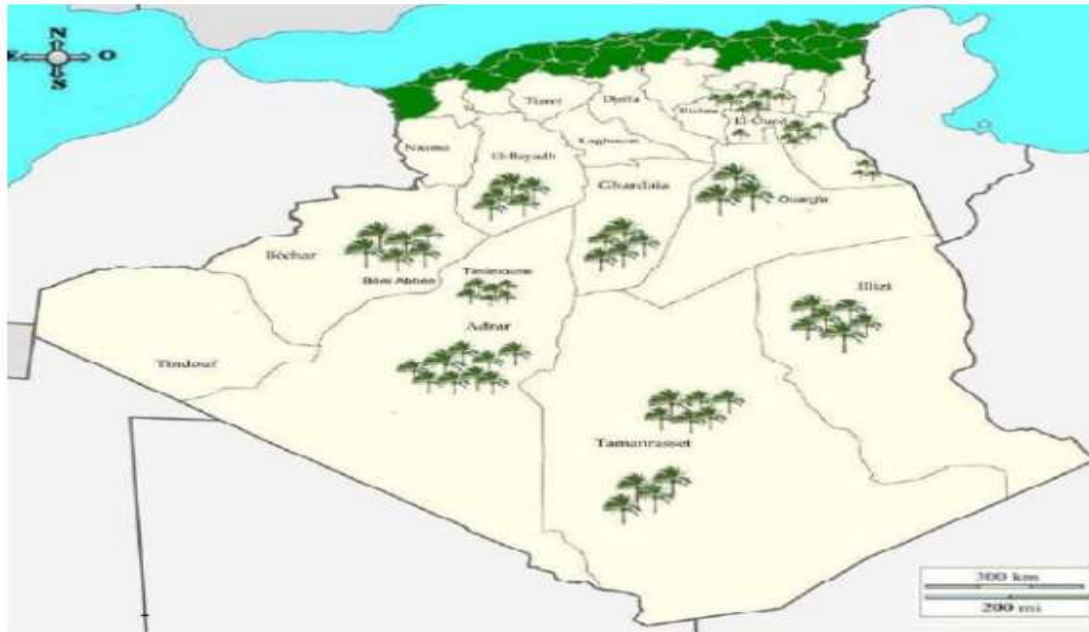 N
E O
S
Tiaret
Djelfa
Biskra
El-Oued
Naama
Laghouat
El-Bayadh
Ghardaia
Ouargla
Béchar
Timimoune
Béni Abbés
Illizi
Adrar
Tindouf
Tamanrasset
300 km
200 mi